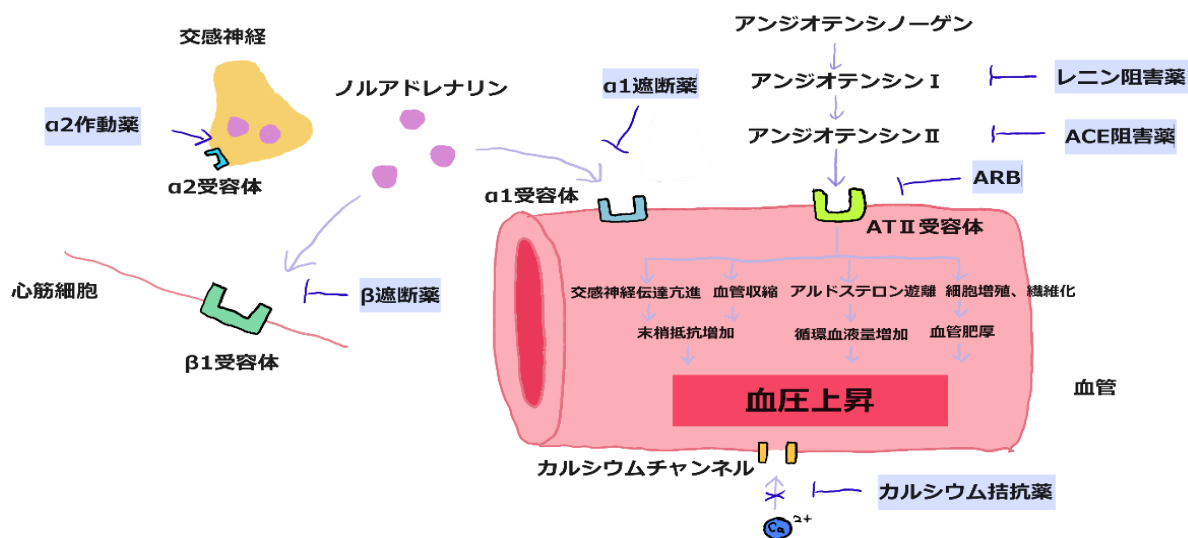 アンジオテンシノーゲン
交感神経
ノルアドレナリン
α1遮断薬
アンジオテンシンⅠ
レニン阻害薬
α2作動薬
アンジオテンシンⅡ
ACE阻害薬
α2受容体
α1受容体
ARB
ATⅡ受容体
心筋細胞
β遮断薬
交感神経伝達亢進
血管収縮
アルドステロン遊離
細胞増殖、繊維化
末梢抵抗増加
循環血液量増加
血管肥厚
β1受容体
血圧上昇
血管
カルシウムチャンネル
カルシウム拮抗薬
Ca 2+